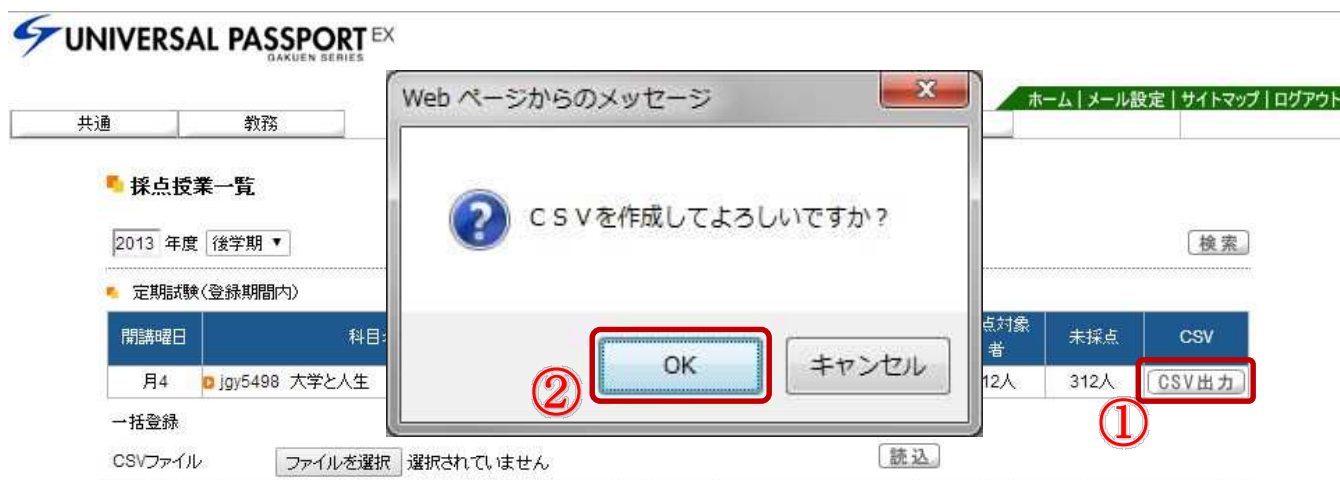 UNIVERSAL PASSPORT EX
GAKUEN SERIES
Web ページからのメッセージ
ホーム | メール設定 | サイトマップ | ログアウト
共通 教務
採点授業一覧
CSVを作成してよろしいですか?
2013 年度 後学期 ▼ 検索
定期試験(登録期間内)
開講曜日 科目 点対象者 未採点 CSV
月4 jgy5498 大学と人生 12人 312人 CSV出力
② OK キャンセル ①
一括登録
CSVファイル ファイルを選択 選択されていません 読込